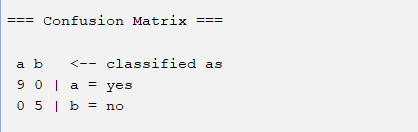 === Confusion Matrix ===
a b   <-- classified as
9 0 | a = yes
0 5 | b = no